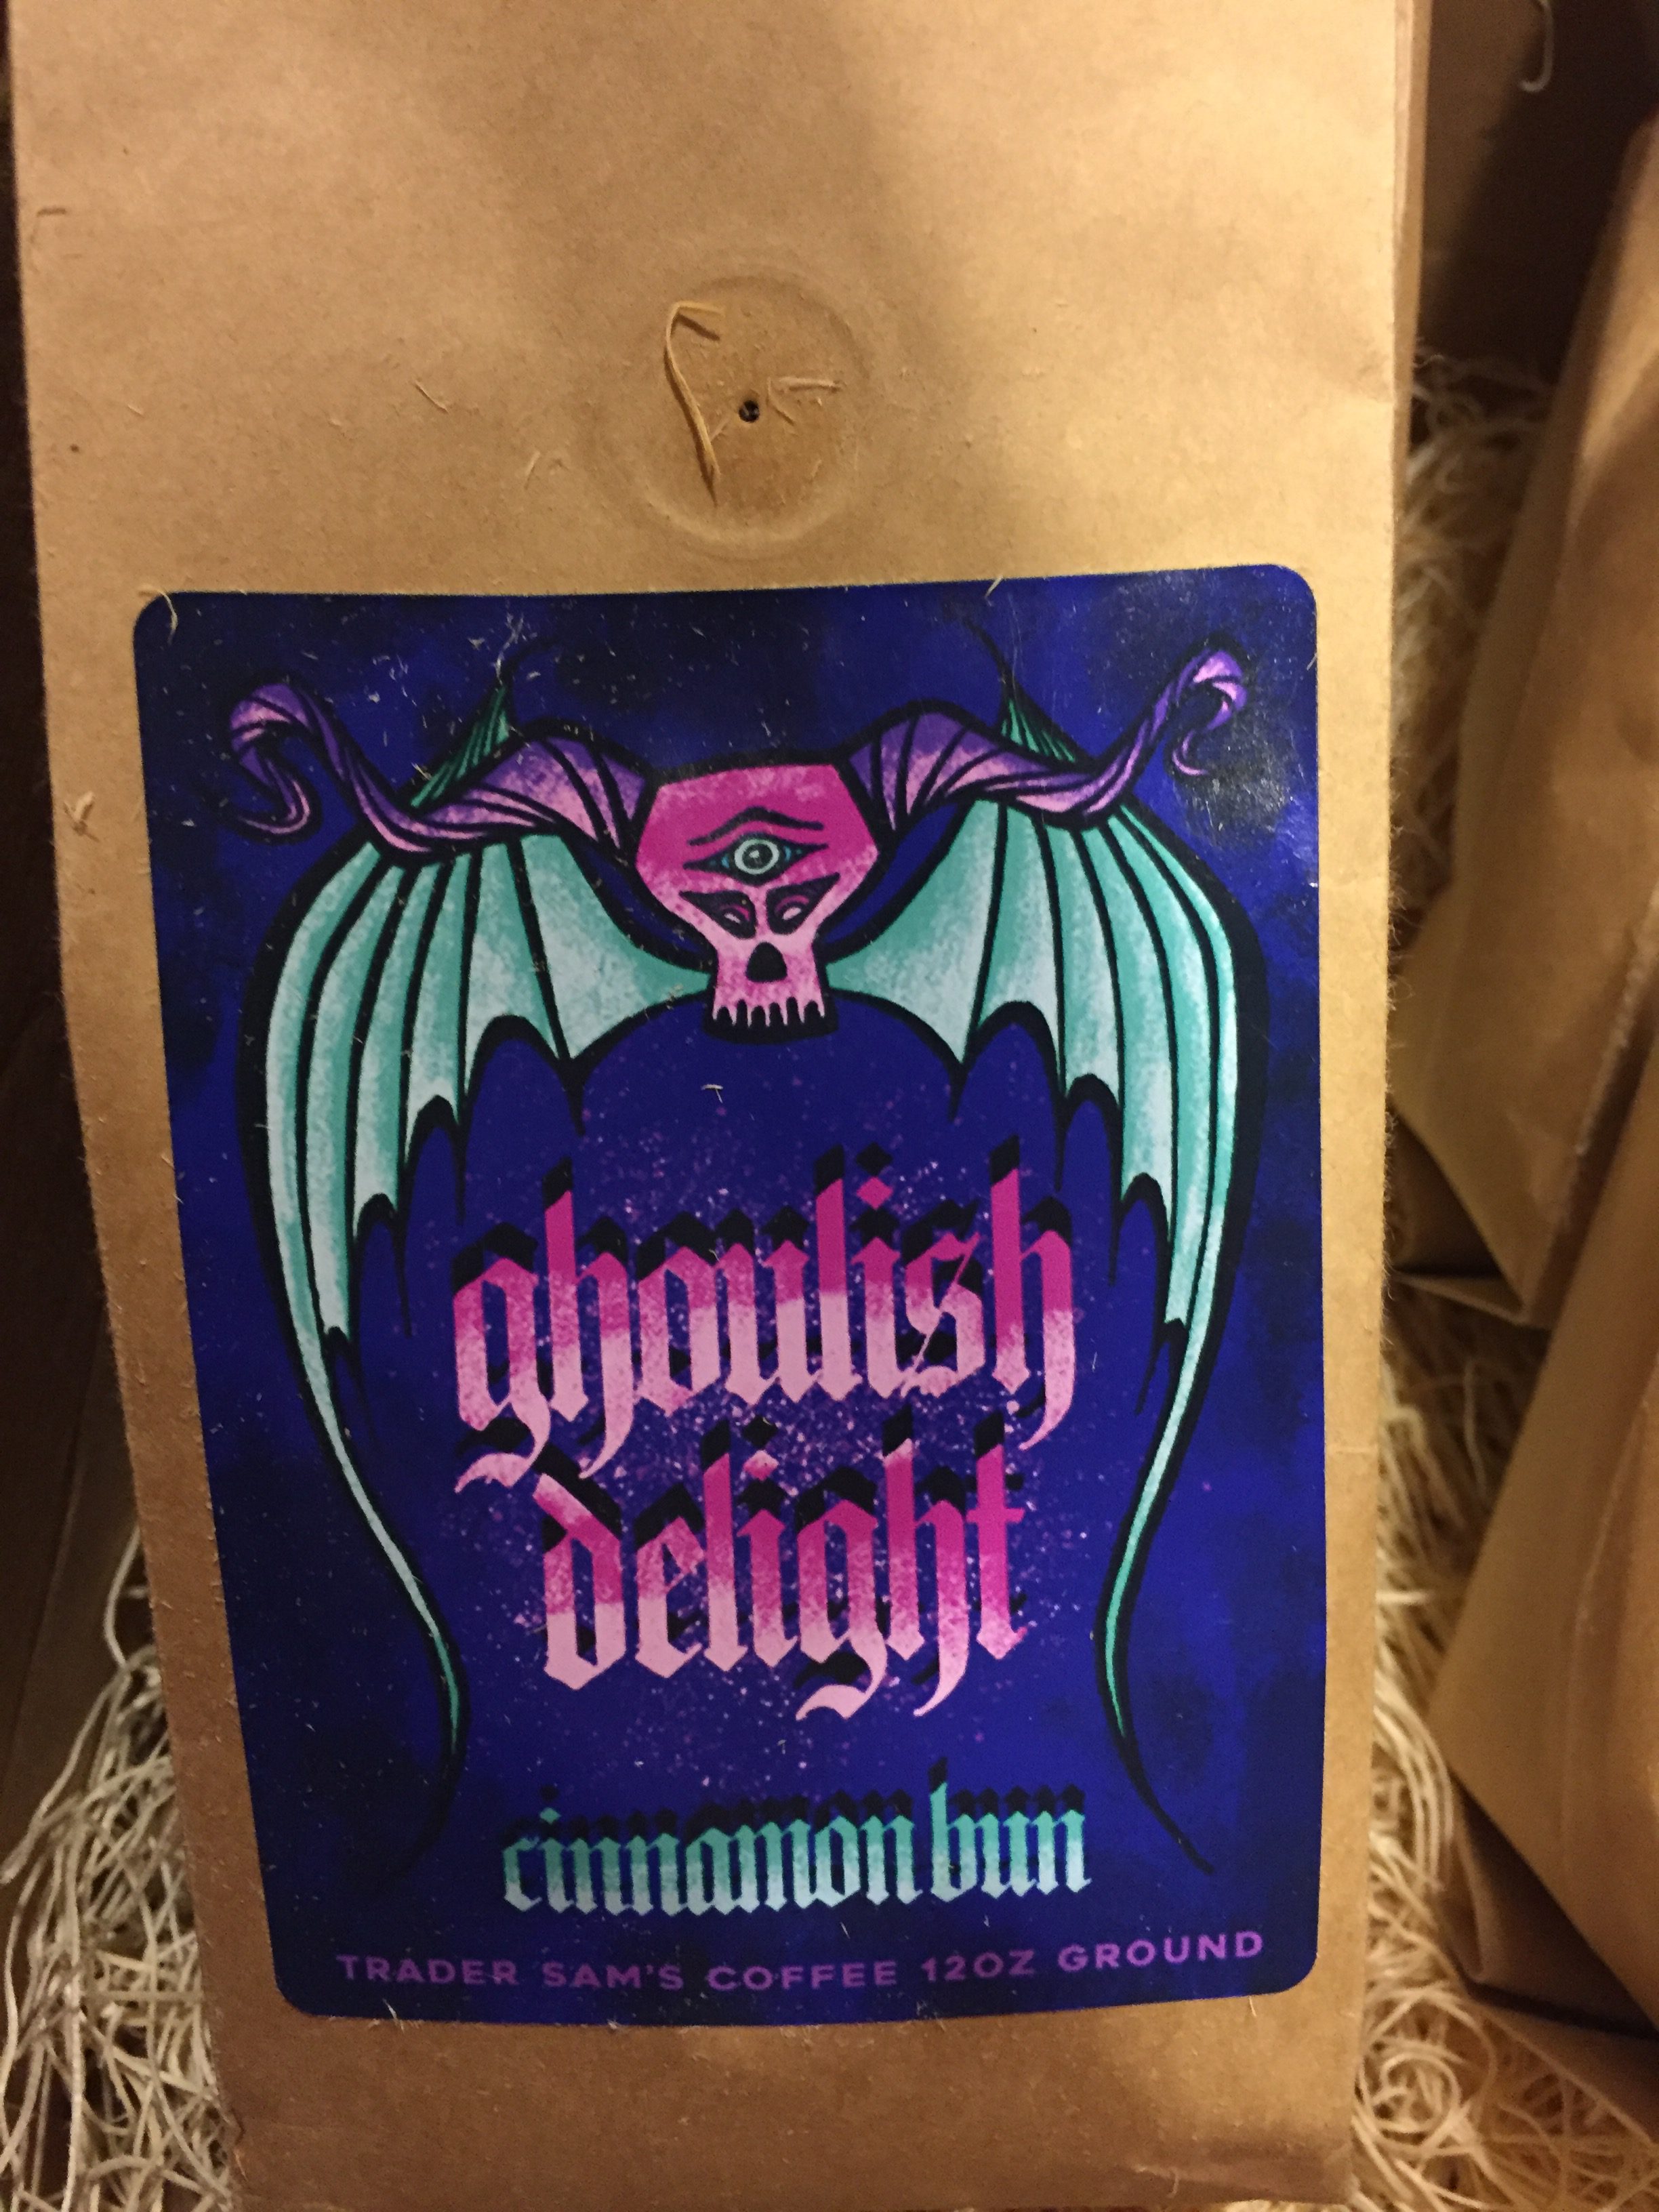 ghoulish
delight
cinnamon bun
TRADER SAM'S COFFEE 12OZ GROUND